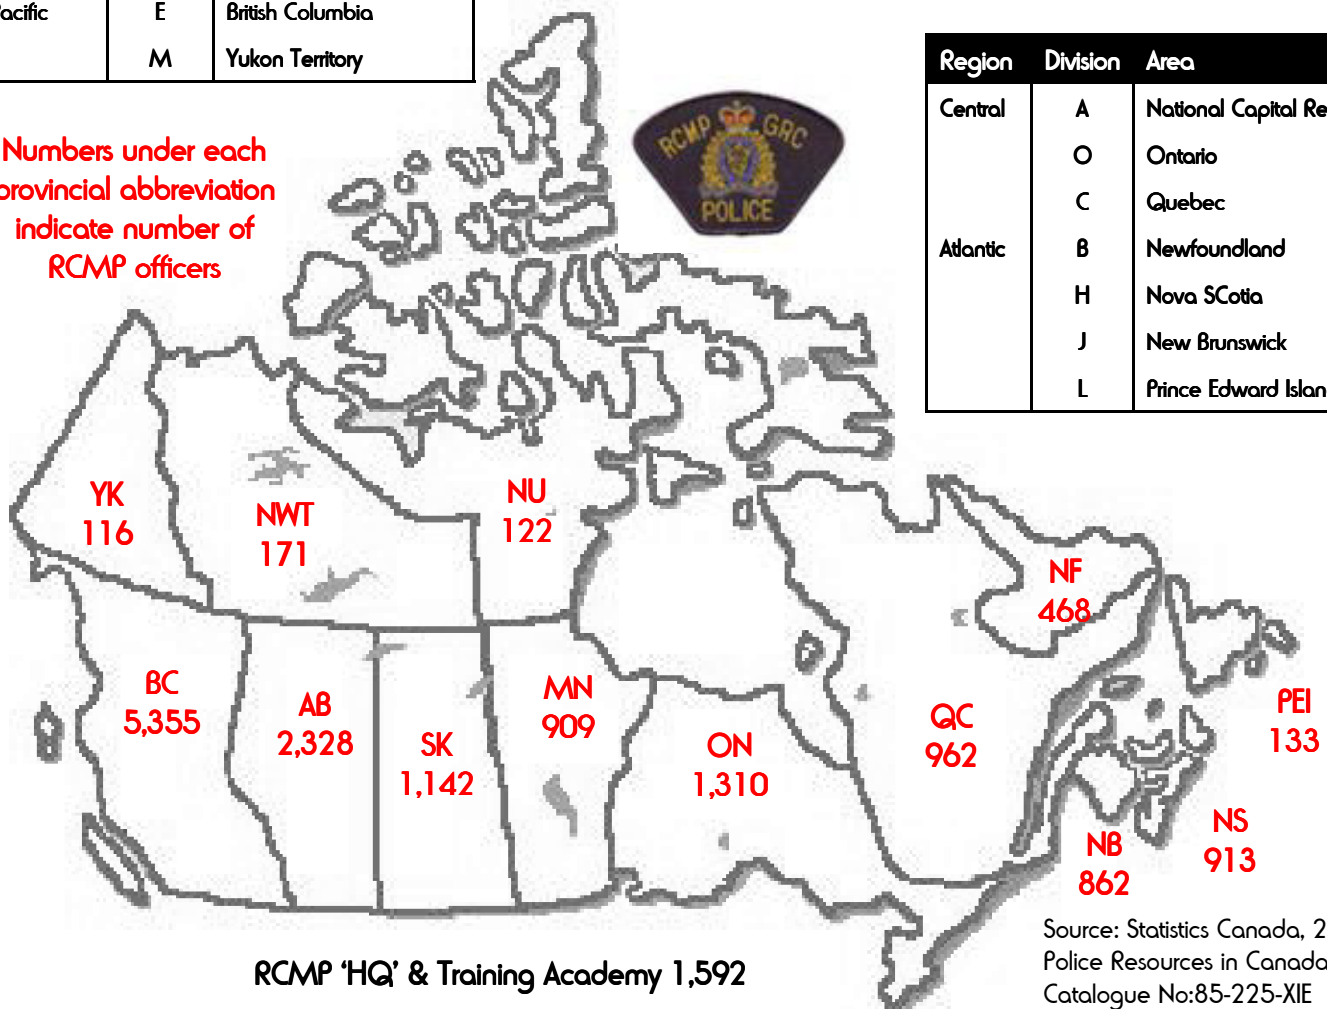 Pacific E British Columbia
M Yukon Territory
Region Division Area
Central A National Capital Re
O Ontario
C Quebec
Atlantic B Newfoundland
H Nova SCotia
J New Brunswick
L Prince Edward Islan
Numbers under each
provincial abbreviation
indicate number of
RCMP officers
RCMP GRC
POLICE
YK
116
NWT
171
NU
122
NF
468
BC
5,355
AB
2,328
SK
1,142
MN
909
ON
1,310
QC
962
PEI
133
NS
913
NB
862
RCMP ‘HQ’ & Training Academy 1,592
Source: Statistics Canada, 2
Police Resources in Canada
Catalogue No:85-225-XIE